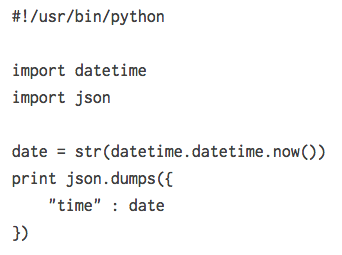 #!/usr/bin/python
import datetime
import json
date = str(datetime.datetime.now())
print json.dumps({
    "time" : date
})